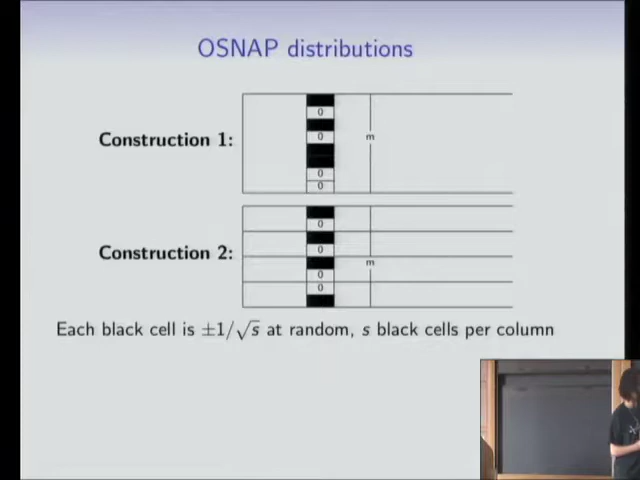 OSNAP distributions
Construction 1:
0
0
0
0
m
Construction 2:
0
0
0
0
m
Each black cell is ±1/√s at random, s black cells per column